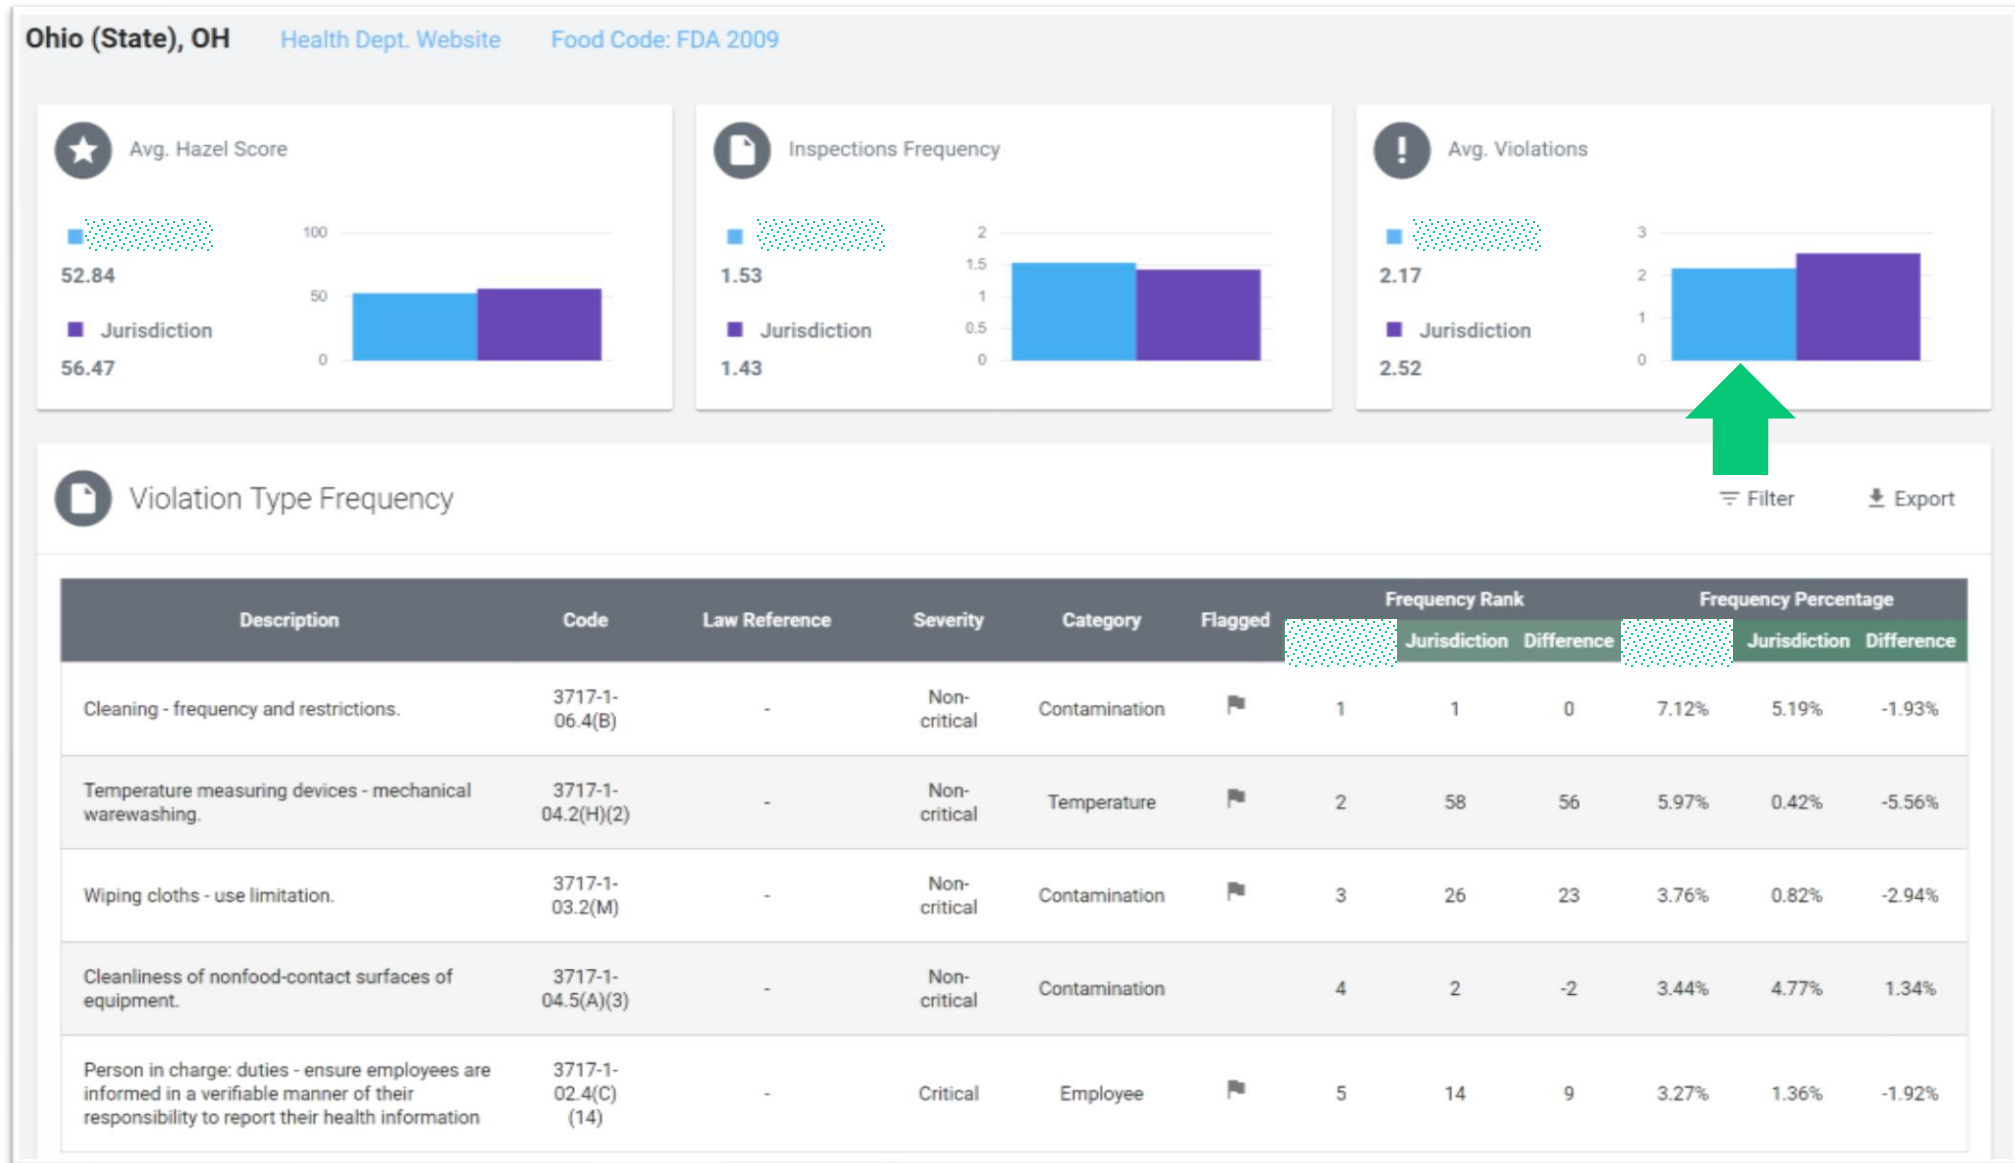 Ohio (State), OH Health Dept. Website Food Code: FDA 2009
Avg. Hazel Score
52.84
Jurisdiction
56.47
100
50
0
Inspections Frequency
1.53
Jurisdiction
1.43
2
1.5
1
0.5
0
Avg. Violations
2.17
Jurisdiction
2.52
3
2
1
0
Violation Type Frequency
Filter Export
Description Code Law Reference Severity Category Flagged Frequency Rank Frequency Percentage
Jurisdiction Difference Jurisdiction Difference
Cleaning - frequency and restrictions. 3717-1-
06.4(B) - Non-
critical Contamination 1 1 0 7.12% 5.19% -1.93%
Temperature measuring devices - mechanical
warewashing. 3717-1-
04.2(H)(2) - Non-
critical Temperature 2 58 56 5.97% 0.42% -5.56%
Wiping cloths - use limitation. 3717-1-
03.2(M) - Non-
critical Contamination 3 26 23 3.76% 0.82% -2.94%
Cleanliness of nonfood-contact surfaces of
equipment. 3717-1-
04.5(A)(3) - Non-
critical Contamination 4 2 -2 3.44% 4.77% 1.34%
Person in charge: duties - ensure employees are
informed in a verifiable manner of their
responsibility to report their health information 3717-1-
02.4(C)
(14) - Critical Employee 5 14 9 3.27% 1.36% -1.92%